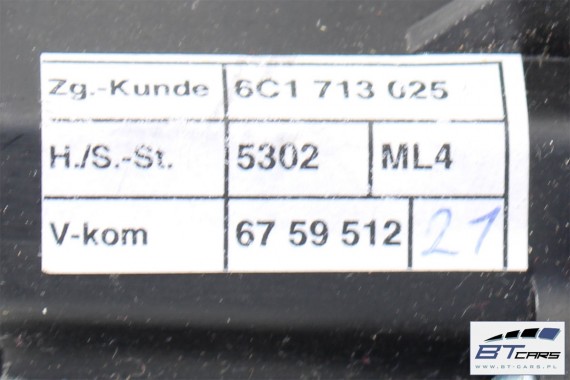 Zg.-Kunde 6C1 713 025
H./S.-St. 5302 ML4
V-kom 67 59 512 21
BTCARS
WWW.BT-CARS.PL